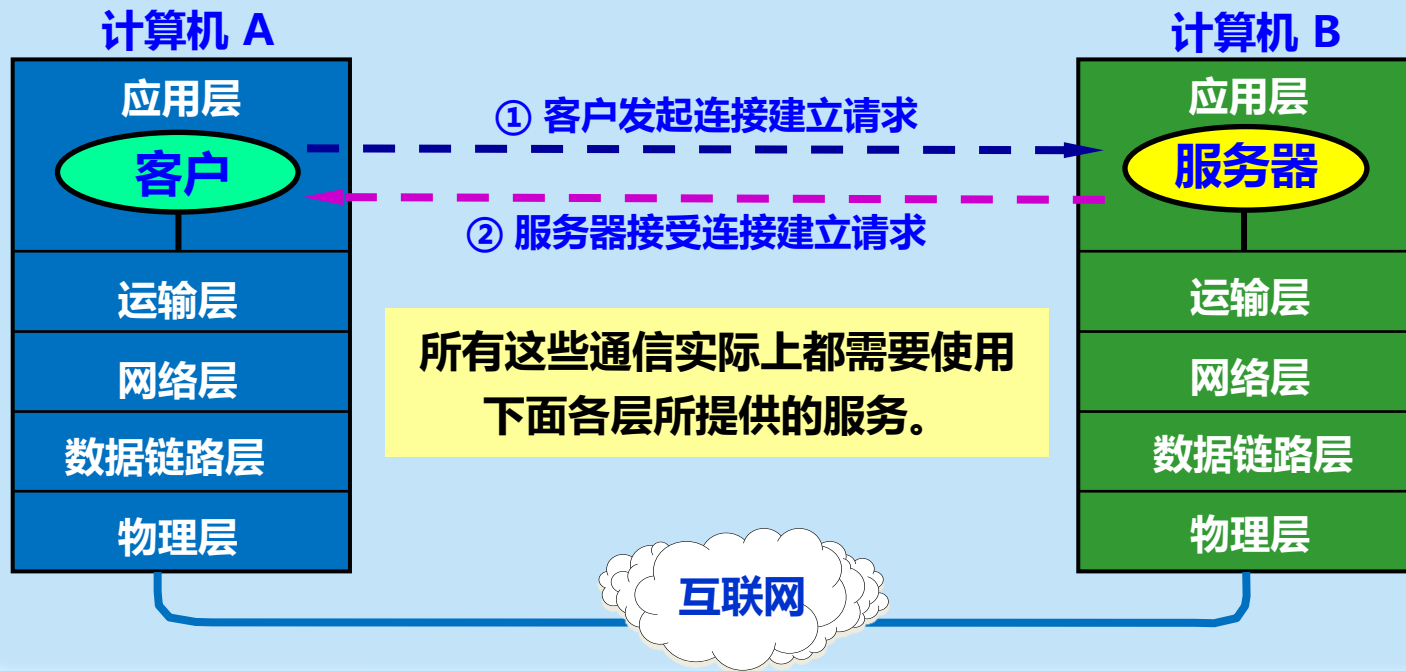 计算机 A
应用层
客户
运输层
网络层
数据链路层
物理层
① 客户发起连接建立请求
② 服务器接受连接建立请求
所有这些通信实际上都需要使用
下面各层所提供的服务。
互联网
计算机 B
应用层
服务器
运输层
网络层
数据链路层
物理层